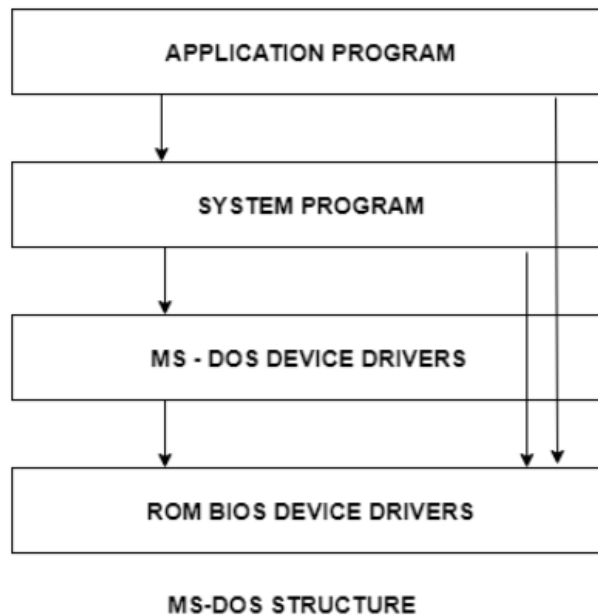 APPLICATION PROGRAM
SYSTEM PROGRAM
MS - DOS DEVICE DRIVERS
ROM BIOS DEVICE DRIVERS
MS-DOS STRUCTURE